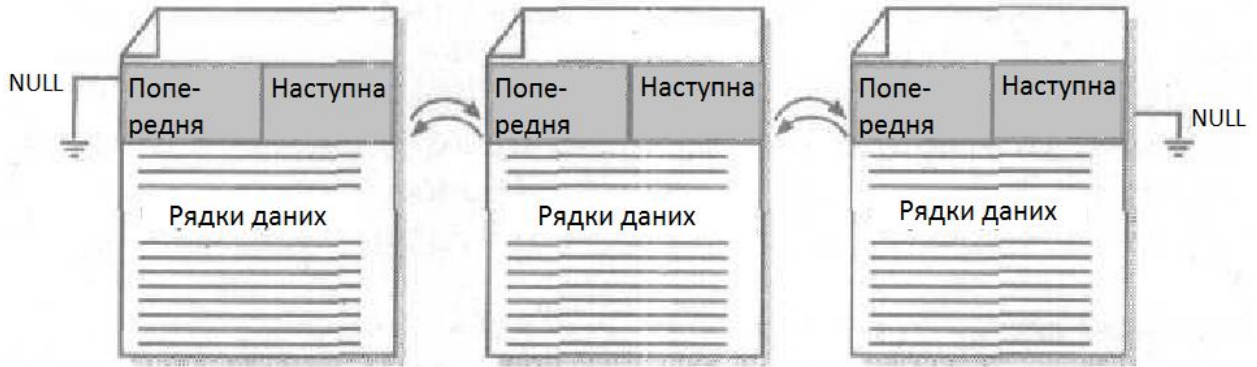 NULL
Попе-
редня
Наступна
Рядки даних
Попе-
редня
Наступна
Рядки даних
Попе-
редня
Наступна
Рядки даних
NULL